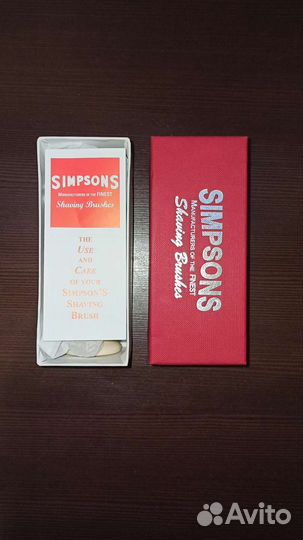 SIMPSONS
MANUFACTURERS OF THE FINEST
Shaving Brushes
THE
USE
AND
CARE
OF YOUR
SIMPSON'S
SHAVING
BRUSH
SIMPSONS
MANUFACTURERS OF THE FINEST
Shaving Brushes
Avito